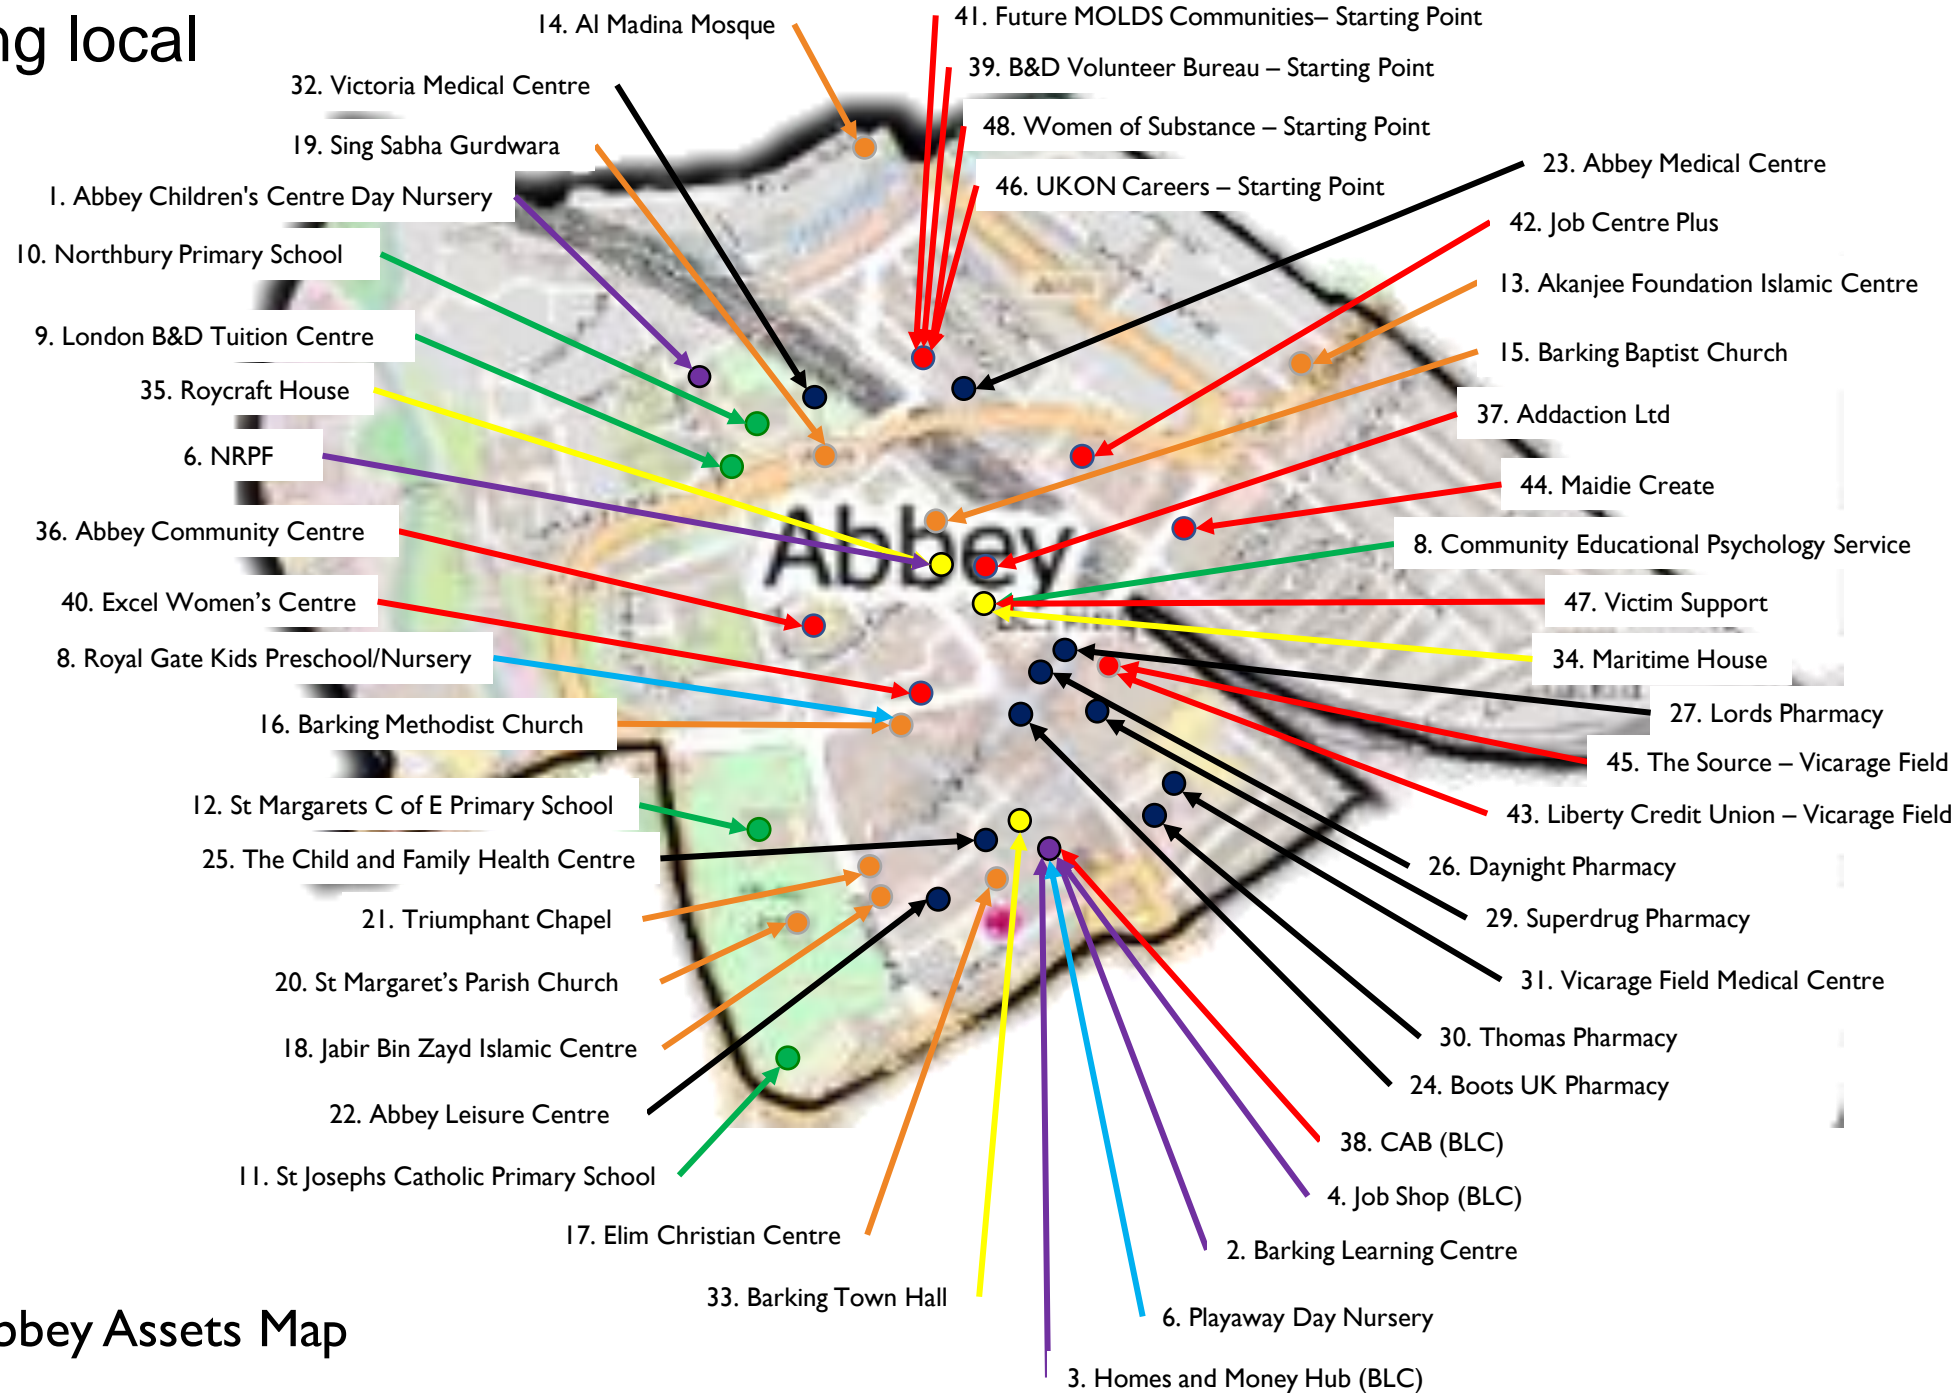 ng local
14. Al Madina Mosque
32. Victoria Medical Centre
19. Sing Sabha Gurdwara
1. Abbey Children's Centre Day Nursery
10. Northbury Primary School
9. London B&D Tuition Centre
35. Roycraft House
6. NRPF
36. Abbey Community Centre
40. Excel Women's Centre
8. Royal Gate Kids Preschool/Nursery
16. Barking Methodist Church
12. St Margarets C of E Primary School
25. The Child and Family Health Centre
21. Triumphant Chapel
20. St Margaret's Parish Church
18. Jabir Bin Zayd Islamic Centre
22. Abbey Leisure Centre
11. St Josephs Catholic Primary School
17. Elim Christian Centre
33. Barking Town Hall
41. Future MOLDS Communities– Starting Point
39. B&D Volunteer Bureau – Starting Point
48. Women of Substance – Starting Point
46. UKON Careers – Starting Point
23. Abbey Medical Centre
42. Job Centre Plus
13. Akanjee Foundation Islamic Centre
15. Barking Baptist Church
37. Addaction Ltd
44. Maidie Create
8. Community Educational Psychology Service
47. Victim Support
34. Maritime House
27. Lords Pharmacy
45. The Source – Vicarage Field
43. Liberty Credit Union – Vicarage Field
26. Daynight Pharmacy
29. Superdrug Pharmacy
31. Vicarage Field Medical Centre
30. Thomas Pharmacy
24. Boots UK Pharmacy
38. CAB (BLC)
4. Job Shop (BLC)
2. Barking Learning Centre
6. Playaway Day Nursery
3. Homes and Money Hub (BLC)
Abbey
bbey Assets Map